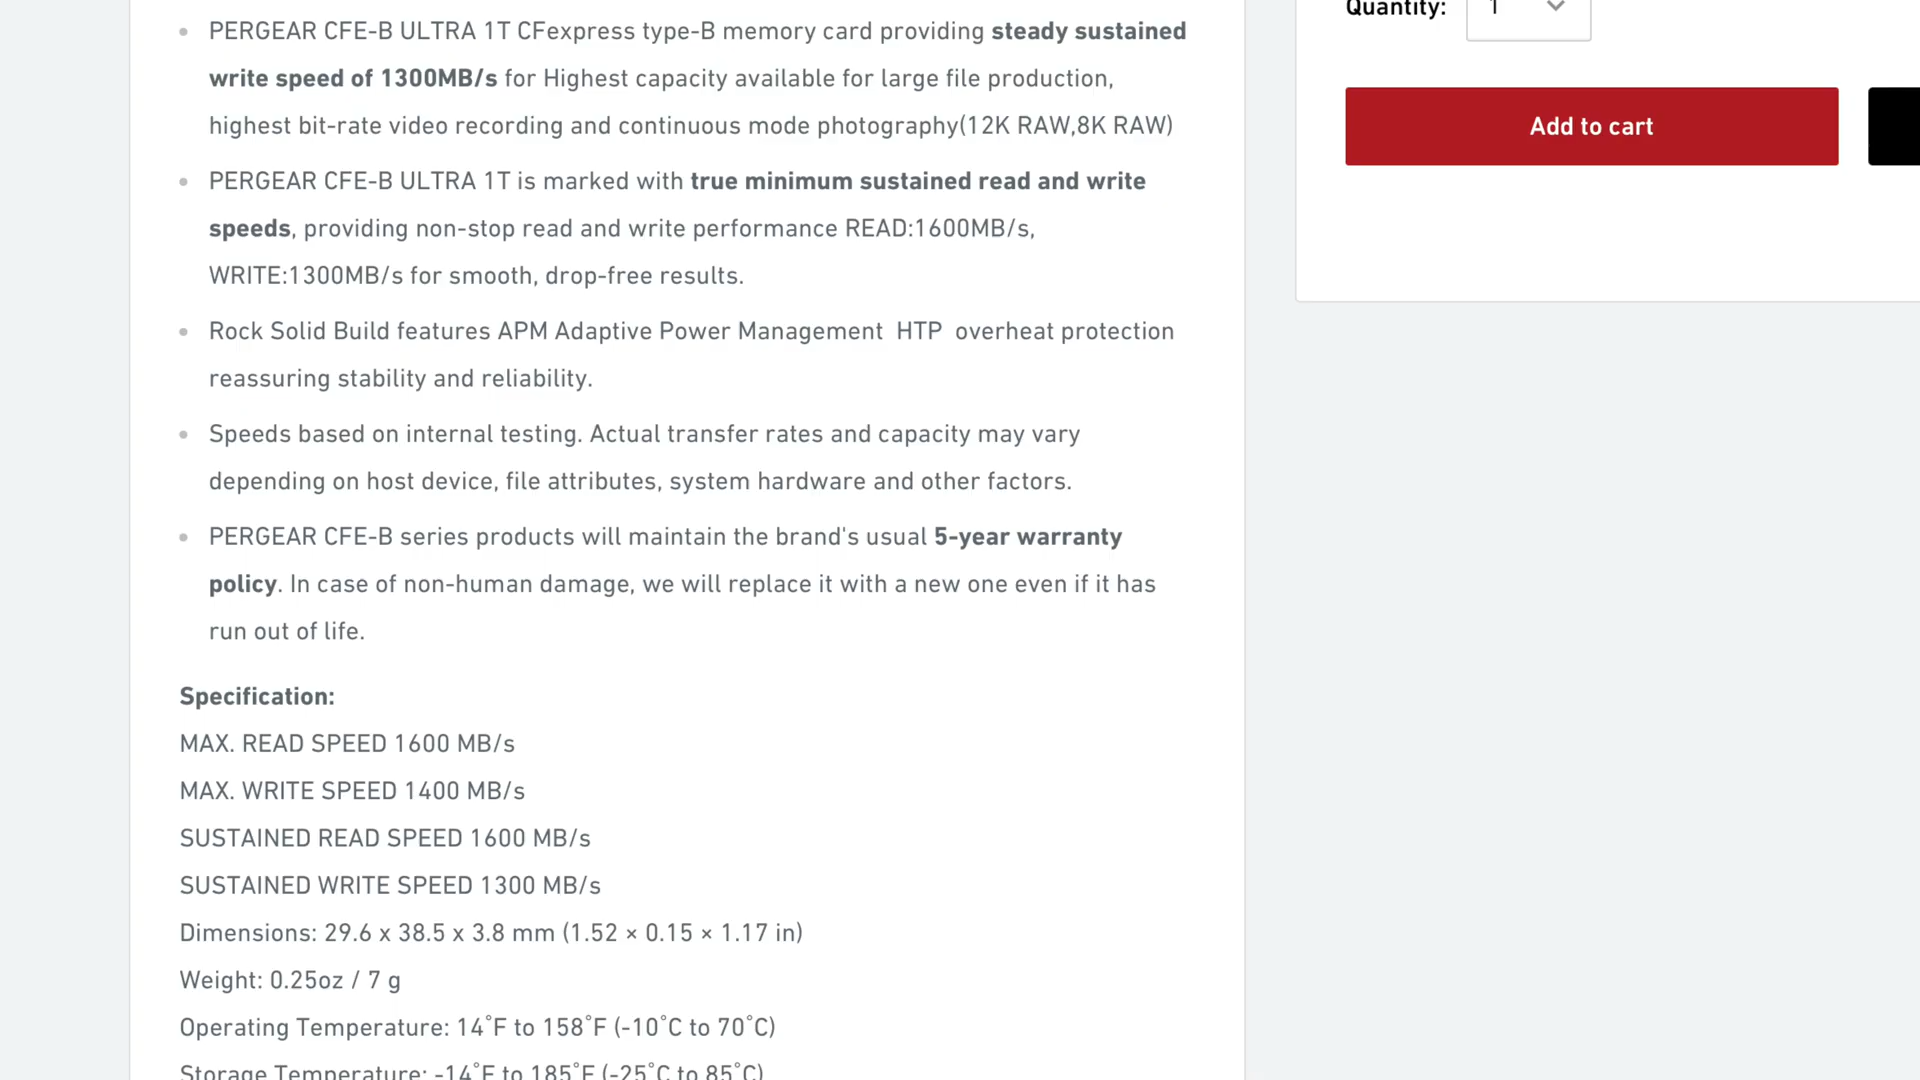 PERGEAR CFE-B ULTRA 1T CFexpress type-B memory card providing steady sustained
write speed of 1300MB/s for Highest capacity available for large file production,
highest bit-rate video recording and continuous mode photography(12K RAW,8K RAW)
PERGEAR CFE-B ULTRA 1T is marked with true minimum sustained read and write
speeds, providing non-stop read and write performance READ:1600MB/s,
WRITE:1300MB/s for smooth, drop-free results.
Rock Solid Build features APM Adaptive Power Management  HTP  overheat protection
reassuring stability and reliability.
Speeds based on internal testing. Actual transfer rates and capacity may vary
depending on host device, file attributes, system hardware and other factors.
PERGEAR CFE-B series products will maintain the brand's usual 5-year warranty
policy. In case of non-human damage, we will replace it with a new one even if it has
run out of life.
Specification:
MAX. READ SPEED 1600 MB/s
MAX. WRITE SPEED 1400 MB/s
SUSTAINED READ SPEED 1600 MB/s
SUSTAINED WRITE SPEED 1300 MB/s
Dimensions: 29.6 x 38.5 x 3.8 mm (1.52 × 0.15 × 1.17 in)
Weight: 0.25oz / 7 g
Operating Temperature: 14°F to 158°F (-10°C to 70°C)
Storage Temperature: -14°F to 185°F (-25°C to 85°C)
Quantity: 1
Add to cart